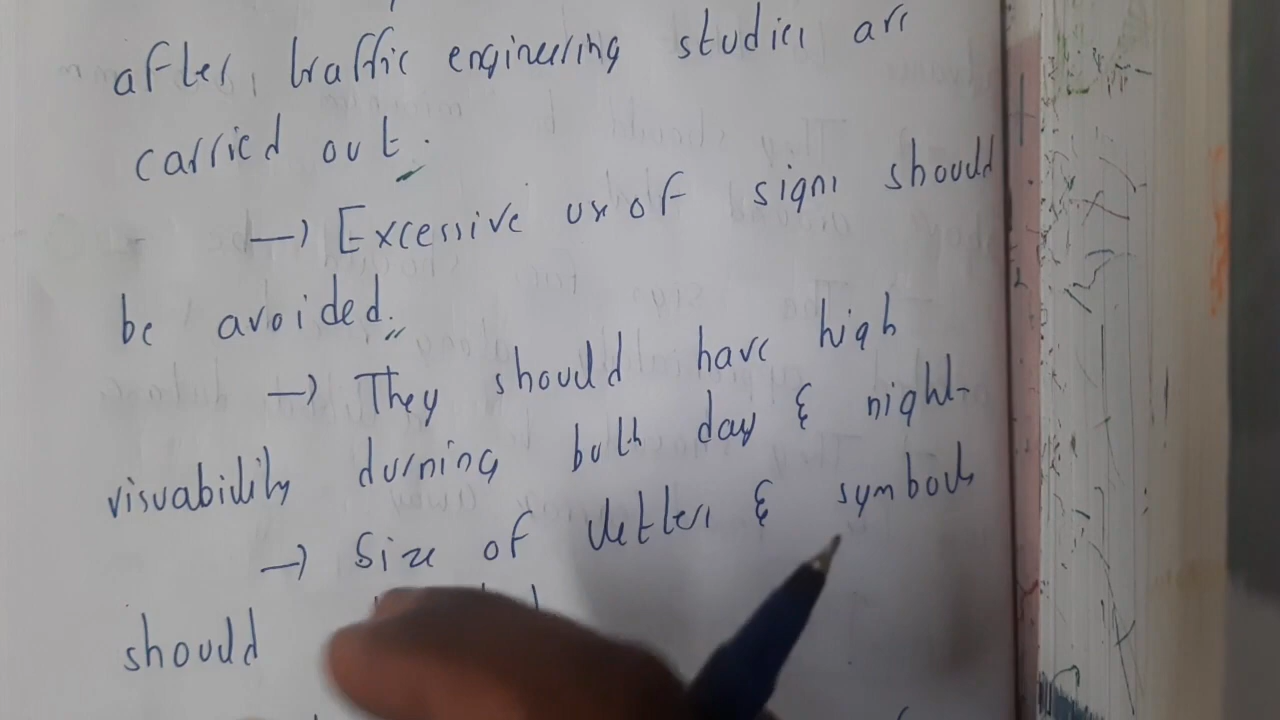 after traffic engineering studies are
carried out.
→ Excessive use of signs should
be avoided.
→ They should have high
visuability durning both day & night
→ Size of letters & symbols
should